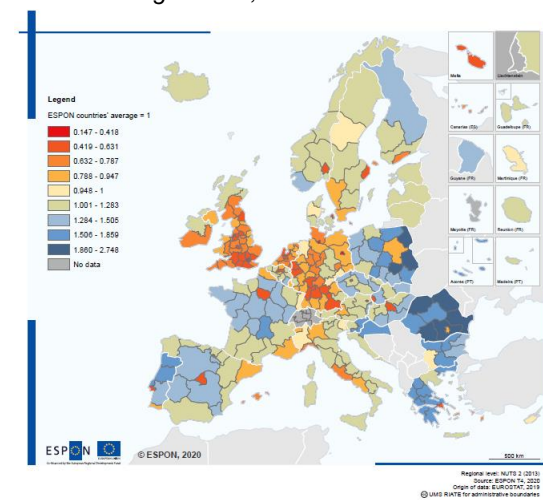 Legend
ESPON countries' average = 1
0.147 - 0.418
0.419 - 0.631
0.632 - 0.787
0.788 - 0.947
0.948 - 1
1.001 - 1.283
1.284 - 1.505
1.506 - 1.859
1.860 - 2.748
No data
Malta
Liechtenstein
Canarias (ES)
Guadeloupe (FR)
Guyane (FR)
Martinique (FR)
Mayotte (FR)
Réunion (FR)
Azores (PT)
Madeira (PT)
ESPON
© ESPON, 2020
500 km
Regional level: NUTS 2 (2013)
Source: ESPON T4, 2020
Origin of data: EUROSTAT, 2019
© UMS RIATE for administrative boundaries